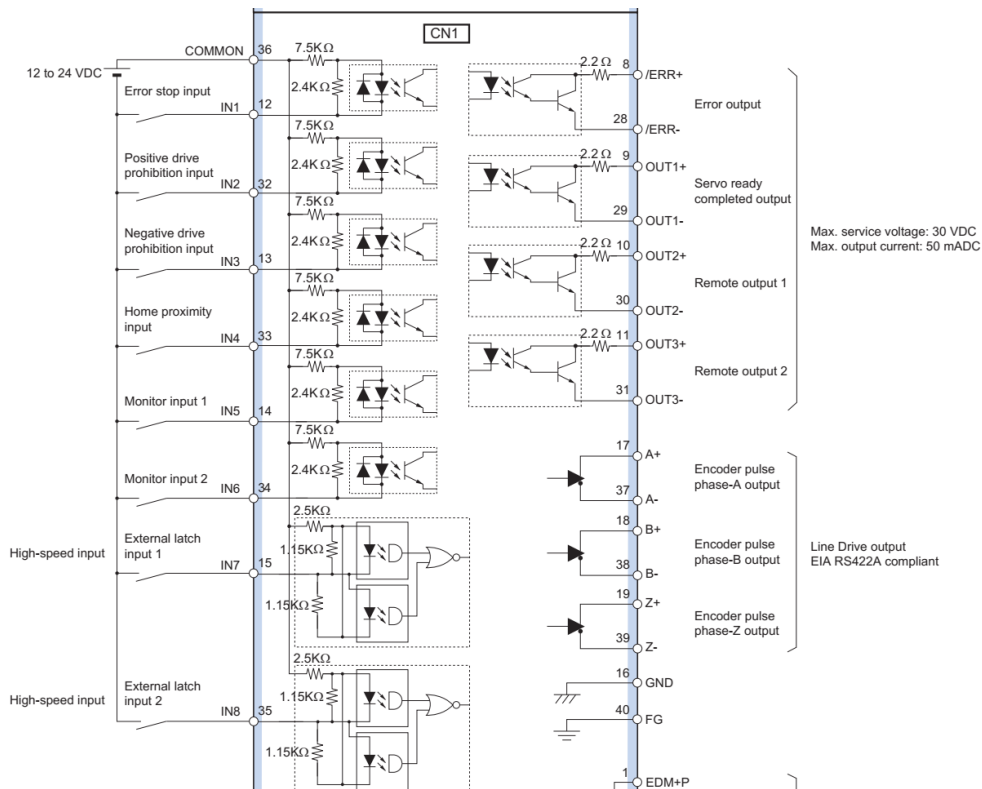 CN1
COMMON 36
7.5KΩ
12 to 24 VDC
2.4KΩ
Error stop input
IN1 12
7.5KΩ
Positive drive
prohibition input
2.4KΩ
IN2 32
7.5KΩ
Negative drive
prohibition input
2.4KΩ
IN3 13
7.5KΩ
Home proximity
input
2.4KΩ
IN4 33
7.5KΩ
Monitor input 1
2.4KΩ
IN5 14
7.5KΩ
Monitor input 2
2.4KΩ
IN6 34
2.5KΩ
High-speed input
External latch
input 1
1.15KΩ
IN7 15
1.15KΩ
2.5KΩ
High-speed input
External latch
input 2
1.15KΩ
IN8 35
1.15KΩ
2.2 Ω 8 /ERR+
Error output
28 /ERR-
2.2 Ω 9 OUT1+
Servo ready
completed output
29 OUT1-
2.2 Ω 10 OUT2+
Remote output 1
30 OUT2-
2.2 Ω 11 OUT3+
Remote output 2
31 OUT3-
Max. service voltage: 30 VDC
Max. output current: 50 mADC
17 A+
Encoder pulse
phase-A output
37 A-
18 B+
Encoder pulse
phase-B output
38 B-
19 Z+
Encoder pulse
phase-Z output
39 Z-
Line Drive output
EIA RS422A compliant
16 GND
40 FG
1 EDM+P